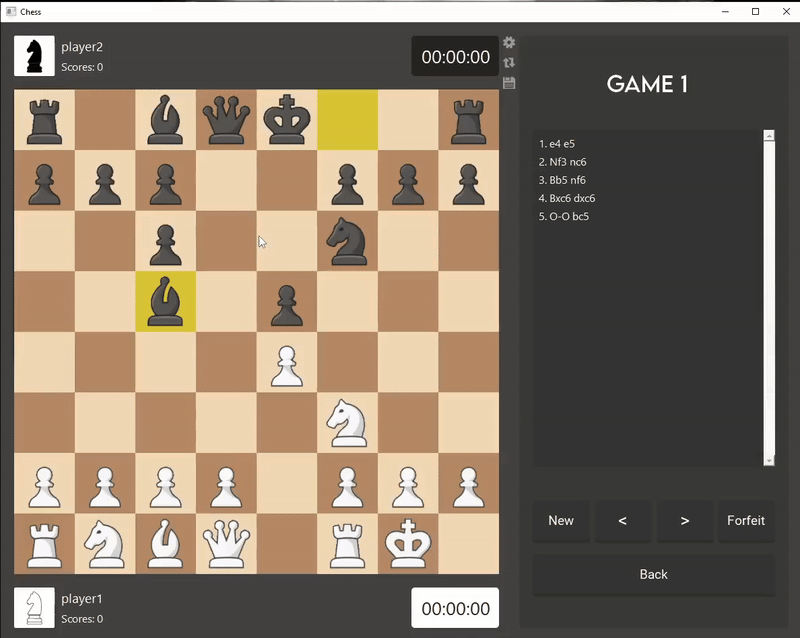 Chess
player2
Scores: 0
00:00:00
GAME 1
1. e4 e5
2. Nf3 nc6
3. Bb5 nf6
4. Bxc6 dxc6
5. O-O bc5
New
<
>
Forfeit
Back
player1
Scores: 0
00:00:00